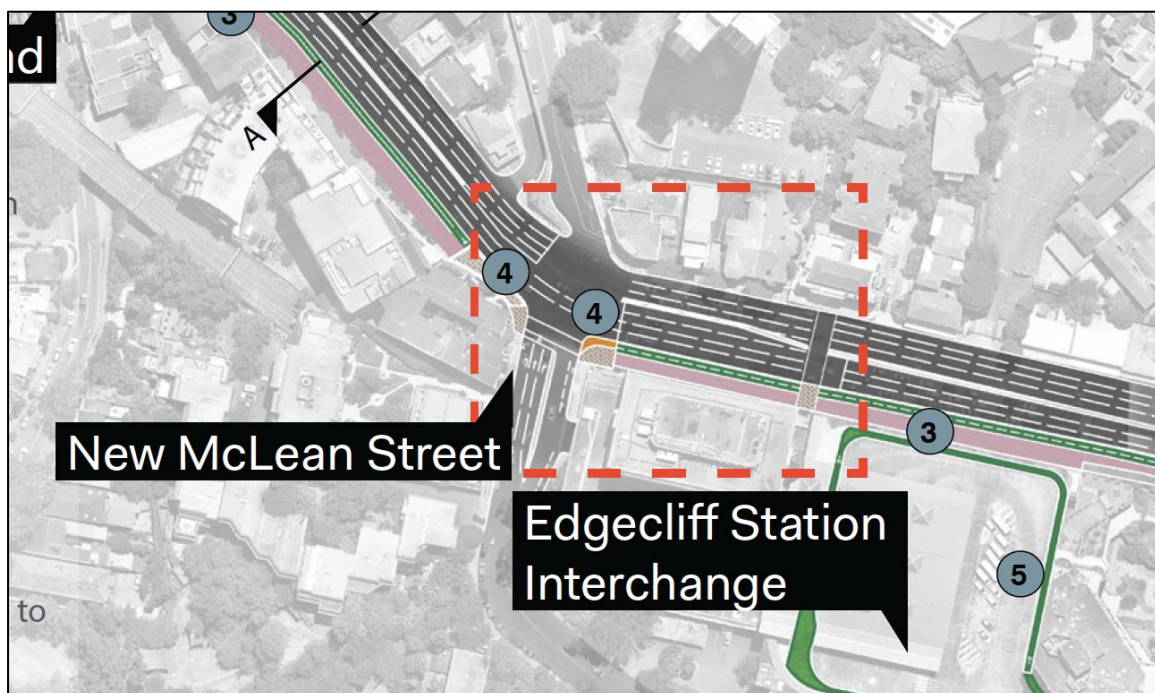 3
nd
A
n
4
4
New McLean Street
3
Edgecliff Station
Interchange
5
to